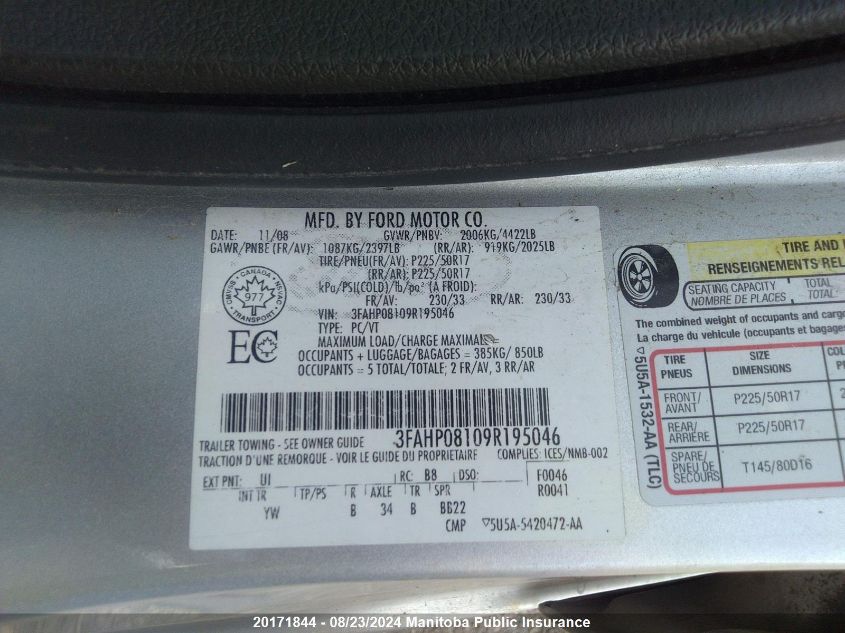 MFD. BY FORD MOTOR CO.
DATE: 11/08 GVWR/PNBV: 2006KG/4422LB
GAWR/PNBE (FR/AV): 1087KG/2397LB (RR/AR): 919KG/2025LB
TIRE/PNEU(FR/AV): P225/50R17
(RR/AR): P225/50R17
kPa/PSI(COLD)/lb/po² (A FROID):
FR/AV: 230/33 RR/AR: 230/33
VIN: 3FAHP08109R195046
TYPE: PC/VT
MAXIMUM LOAD/CHARGE MAXIMALE=
OCCUPANTS + LUGGAGE/BAGAGES = 385KG/ 850LB
OCCUPANTS = 5 TOTAL/TOTALE; 2 FR/AV, 3 RR/AR
CANADA
977
TRANSPORT
EC
3FAHP08109R195046
TRAILER TOWING - SEE OWNER GUIDE
TRACTION D'UNE REMORQUE - VOIR LE GUIDE DU PROPRIETAIRE
COMPLIES: ICES/NMB-002
EXT PNT: UI RC: B8 DSO: F0046
INT TR TP/PS R AXLE TR SPR R0041
YW B 34 B BB22
CMP ▽5U5A-5420472-AA
TIRE AND
RENSEIGNEMENTS REL
SEATING CAPACITY TOTAL
NOMBRE DE PLACES TOTAL
The combined weight of occupants and cargo
La charge du véhicule (occupants et bagages
▽5U5A-1532-AA (TLC)
TIRE SIZE
PNEUS DIMENSIONS
FRONT/ AVANT P225/50R17
REAR/ ARRIÈRE P225/50R17
SPARE/ PNEU DE SECOURS T145/80D16
20171844 - 08/23/2024 - Manitoba Public Insurance